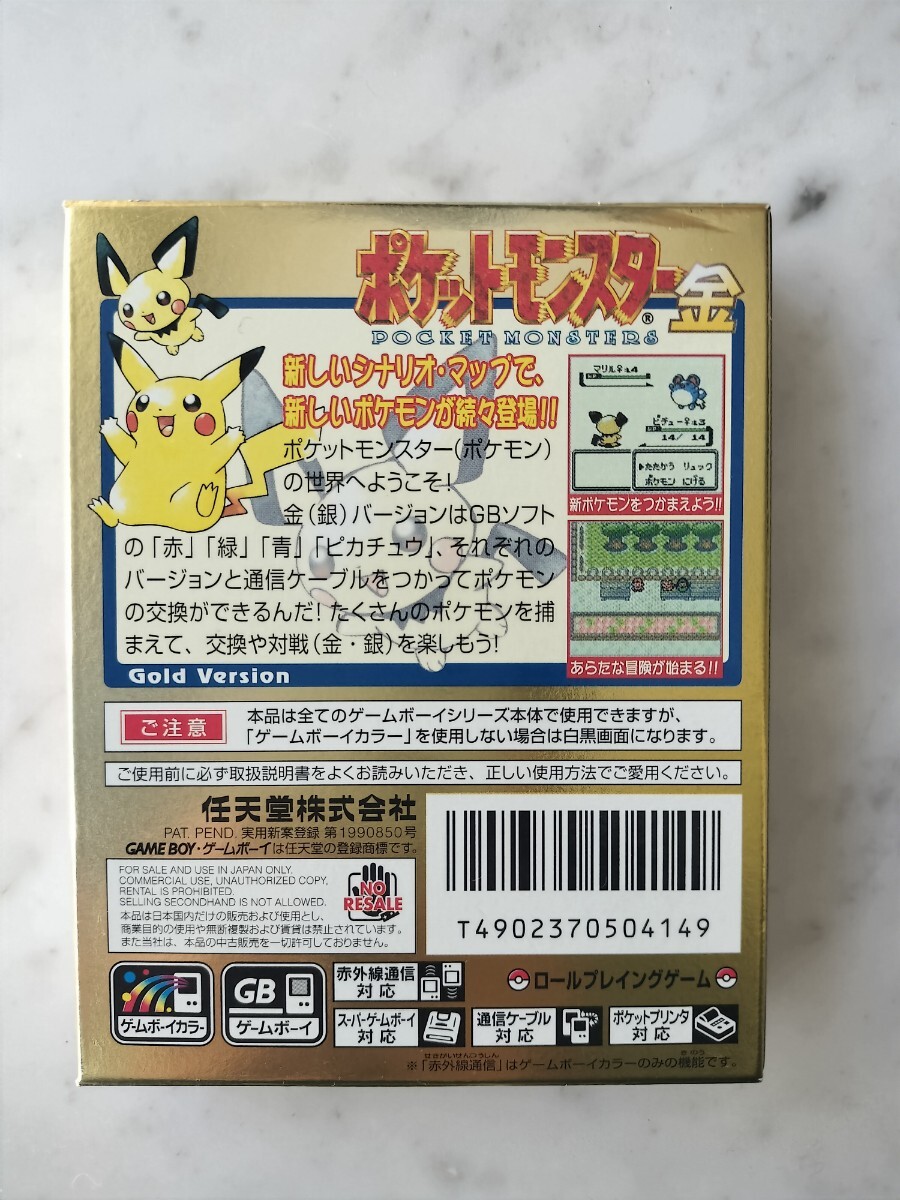 ポケットモンスター金
®
POCKET MONSTERS
新しいシナリオ・マップで、
新しいポケモンが続々登場!!
ポケットモンスター(ポケモン)
の世界へようこそ!
金(銀)バージョンはGBソフト
の「赤」「緑」「青」「ピカチュウ」、それぞれの
バージョンと通信ケーブルをつかってポケモン
の交換ができるんだ!たくさんのポケモンを捕
まえて、交換や対戦(金・銀)を楽しもう!
Gold Version
マリル♀:L4
ピチュー♀:L3
14/ 14
▶たたかう リュック
ポケモン にげる
新ポケモンをつかまえよう!!
あらたな冒険が始まる!!
ご注意
本品は全てのゲームボーイシリーズ本体で使用できますが、
「ゲームボーイカラー」を使用しない場合は白黒画面になります。
ご使用前に必ず取扱説明書をよくお読みいただき、正しい使用方法でご愛用ください。
任天堂株式会社
PAT. PEND. 実用新案登録 第1990850号
GAME BOY・ゲームボーイは任天堂の登録商標です。
FOR SALE AND USE IN JAPAN ONLY.
COMMERCIAL USE, UNAUTHORIZED COPY,
RENTAL IS PROHIBITED.
SELLING SECONDHAND IS NOT ALLOWED.
本品は日本国内だけの販売および使用とし、
商業目的の使用や無断複製および賃貸は禁止されています。
また当社は、本品の中古販売を一切許可しておりません。
NO
RESALE
T4902370504149
ゲームボーイカラー
GB
ゲームボーイ
赤外線通信
対応
ロールプレイングゲーム
スーパーゲームボーイ
対応
通信ケーブル
対応
ポケットプリンタ
対応
※「赤外線通信」はゲームボーイカラーのみの機能です。